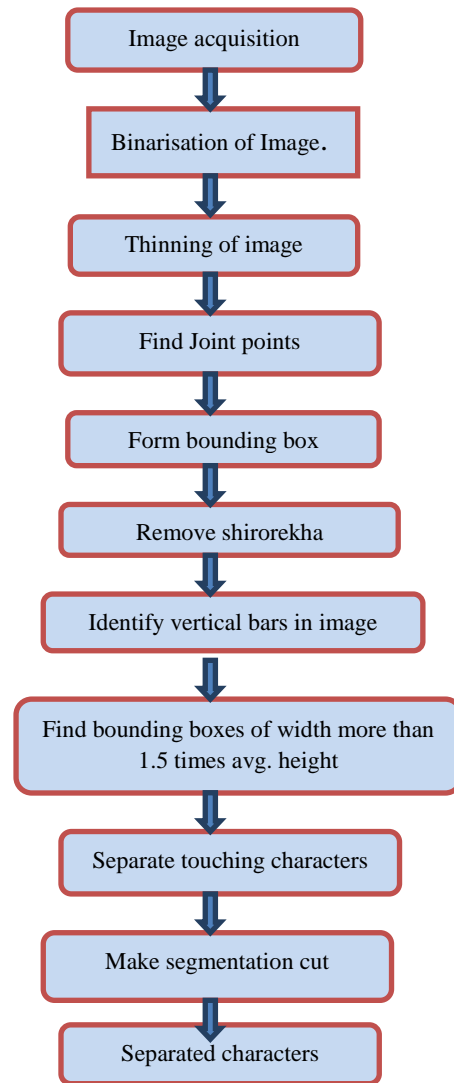 Image acquisition
Binarisation of Image.
Thinning of image
Find Joint points
Form bounding box
Remove shirorekha
Identify vertical bars in image
Find bounding boxes of width more than
1.5 times avg. height
Separate touching characters
Make segmentation cut
Separated characters